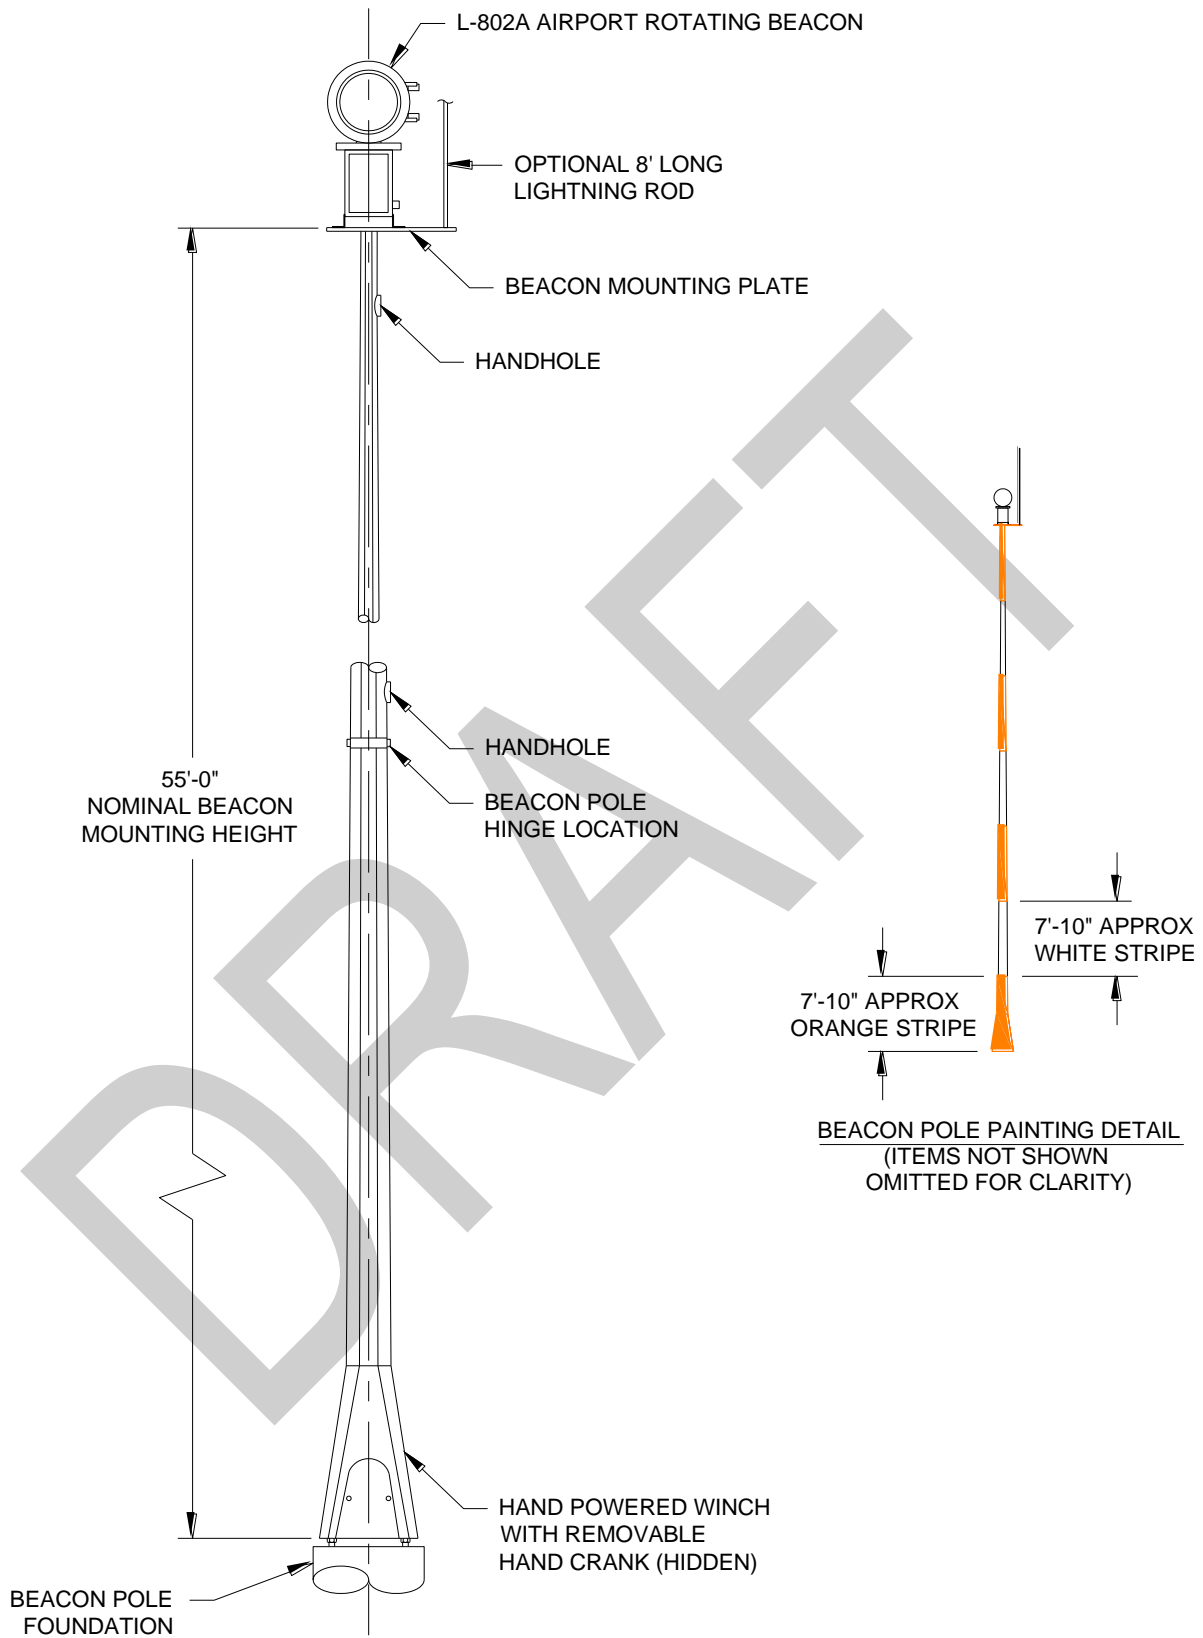 L-802A AIRPORT ROTATING BEACON
OPTIONAL 8' LONG
LIGHTNING ROD
BEACON MOUNTING PLATE
HANDHOLE
HANDHOLE
BEACON POLE
HINGE LOCATION
55'-0"
NOMINAL BEACON
MOUNTING HEIGHT
7'-10" APPROX
WHITE STRIPE
7'-10" APPROX
ORANGE STRIPE
BEACON POLE PAINTING DETAIL
(ITEMS NOT SHOWN
OMITTED FOR CLARITY)
HAND POWERED WINCH
WITH REMOVABLE
HAND CRANK (HIDDEN)
BEACON POLE
FOUNDATION
DRAFT